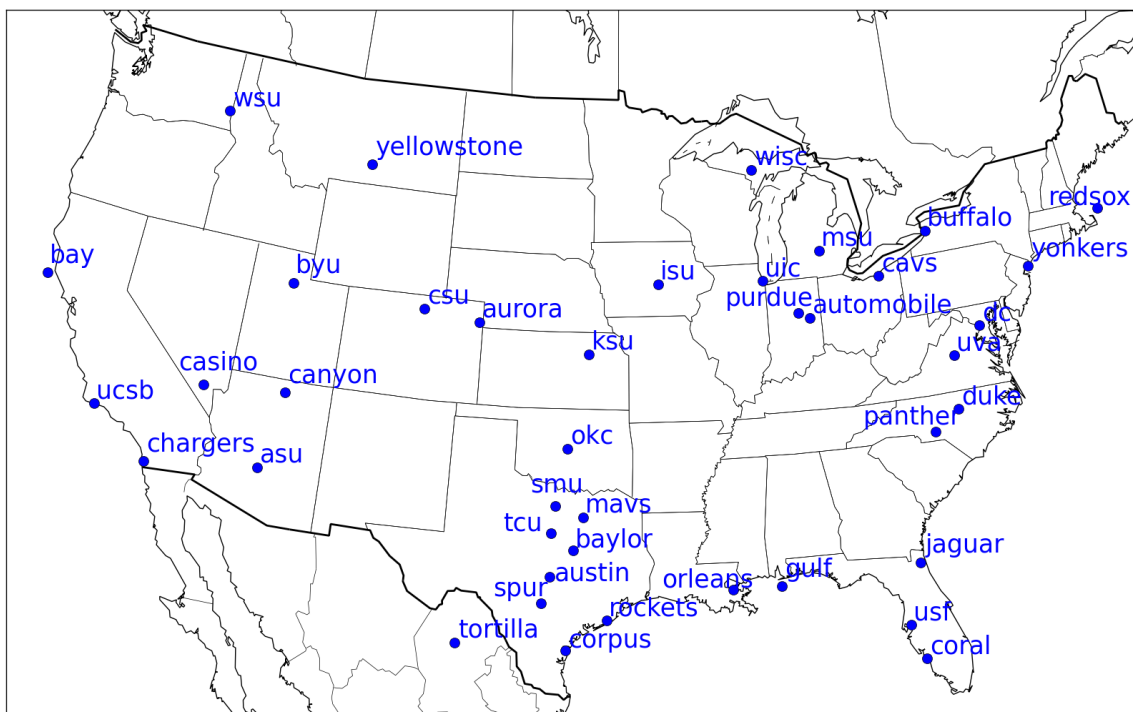 wsu
yellowstone
wisc
redsox
buffalo
msu
bay
byu
isu
uic
cavs
yonkers
csu
aurora
purdue
automobile
dc
ksu
uva
casino
canyon
ucsb
duke
panther
chargers
asu
okc
smu
mavs
tcu
baylor
jaguar
austin
orleans
gulf
spur
rockets
usf
tortilla
corpus
coral